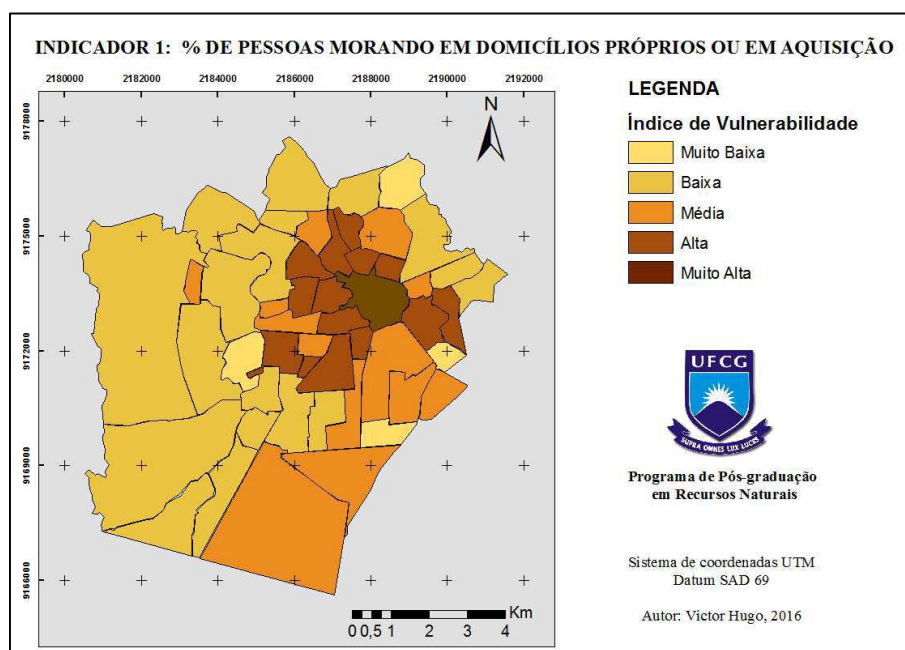 INDICADOR 1: % DE PESSOAS MORANDO EM DOMICÍLIOS PRÓPRIOS OU EM AQUISIÇÃO
2180000 2182000 2184000 2186000 2188000 2190000 2192000
9178000
9175000
9172000
9169000
9166000
N
Km
0 0,5 1 2 3 4
LEGENDA
Índice de Vulnerabilidade
Muito Baixa
Baixa
Média
Alta
Muito Alta
UFCG
SUPRA OMNES LUX LUCES
Programa de Pós-graduação
em Recursos Naturais
Sistema de coordenadas UTM
Datum SAD 69
Autor: Victor Hugo, 2016